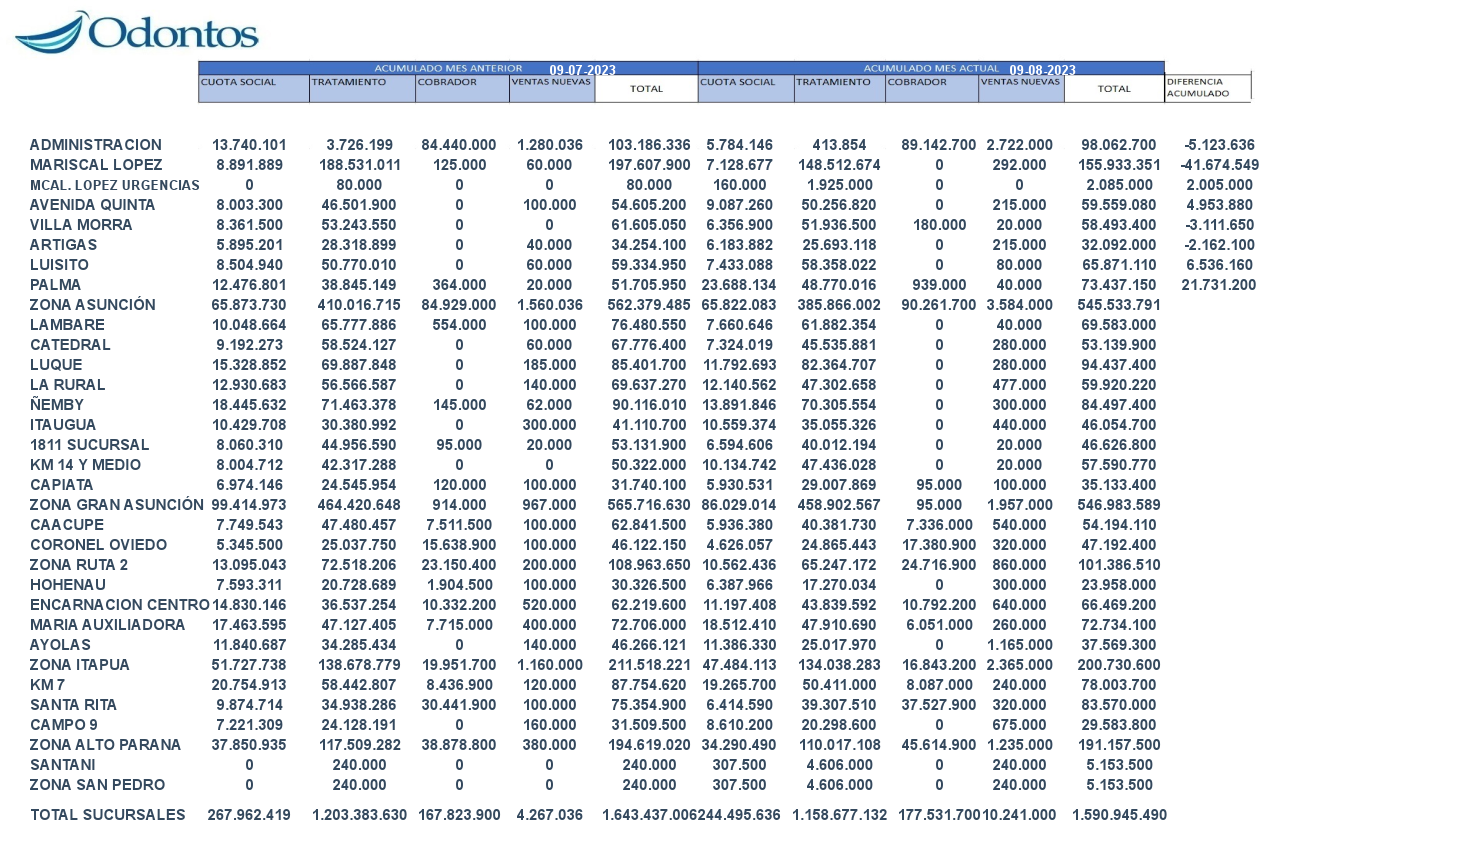 Odontos
ACUMULADO MES ANTERIOR 09-07-2023 ACUMULADO MES ACTUAL 09-08-2023
CUOTA SOCIAL TRATAMIENTO COBRADOR VENTAS NUEVAS TOTAL CUOTA SOCIAL TRATAMIENTO COBRADOR VENTAS NUEVAS TOTAL DIFERENCIA ACUMULADO
ADMINISTRACION 13.740.101 3.726.199 84.440.000 1.280.036 103.186.336 5.784.146 413.854 89.142.700 2.722.000 98.062.700 -5.123.636
MARISCAL LOPEZ 8.891.889 188.531.011 125.000 60.000 197.607.900 7.128.677 148.512.674 0 292.000 155.933.351 -41.674.549
MCAL. LOPEZ URGENCIAS 0 80.000 0 0 80.000 160.000 1.925.000 0 0 2.085.000 2.005.000
AVENIDA QUINTA 8.003.300 46.501.900 0 100.000 54.605.200 9.087.260 50.256.820 0 215.000 59.559.080 4.953.880
VILLA MORRA 8.361.500 53.243.550 0 0 61.605.050 6.356.900 51.936.500 180.000 20.000 58.493.400 -3.111.650
ARTIGAS 5.895.201 28.318.899 0 40.000 34.254.100 6.183.882 25.693.118 0 215.000 32.092.000 -2.162.100
LUISITO 8.504.940 50.770.010 0 60.000 59.334.950 7.433.088 58.358.022 0 80.000 65.871.110 6.536.160
PALMA 12.476.801 38.845.149 364.000 20.000 51.705.950 23.688.134 48.770.016 939.000 40.000 73.437.150 21.731.200
ZONA ASUNCIÓN 65.873.730 410.016.715 84.929.000 1.560.036 562.379.485 65.822.083 385.866.002 90.261.700 3.584.000 545.533.791
LAMBARE 10.048.664 65.777.886 554.000 100.000 76.480.550 7.660.646 61.882.354 0 40.000 69.583.000
CATEDRAL 9.192.273 58.524.127 0 60.000 67.776.400 7.324.019 45.535.881 0 280.000 53.139.900
LUQUE 15.328.852 69.887.848 0 185.000 85.401.700 11.792.693 82.364.707 0 280.000 94.437.400
LA RURAL 12.930.683 56.566.587 0 140.000 69.637.270 12.140.562 47.302.658 0 477.000 59.920.220
ÑEMBY 18.445.632 71.463.378 145.000 62.000 90.116.010 13.891.846 70.305.554 0 300.000 84.497.400
ITAUGUA 10.429.708 30.380.992 0 300.000 41.110.700 10.559.374 35.055.326 0 440.000 46.054.700
1811 SUCURSAL 8.060.310 44.956.590 95.000 20.000 53.131.900 6.594.606 40.012.194 0 20.000 46.626.800
KM 14 Y MEDIO 8.004.712 42.317.288 0 0 50.322.000 10.134.742 47.436.028 0 20.000 57.590.770
CAPIATA 6.974.146 24.545.954 120.000 100.000 31.740.100 5.930.531 29.007.869 95.000 100.000 35.133.400
ZONA GRAN ASUNCIÓN 99.414.973 464.420.648 914.000 967.000 565.716.630 86.029.014 458.902.567 95.000 1.957.000 546.983.589
CAACUPE 7.749.543 47.480.457 7.511.500 100.000 62.841.500 5.936.380 40.381.730 7.336.000 540.000 54.194.110
CORONEL OVIEDO 5.345.500 25.037.750 15.638.900 100.000 46.122.150 4.626.057 24.865.443 17.380.900 320.000 47.192.400
ZONA RUTA 2 13.095.043 72.518.206 23.150.400 200.000 108.963.650 10.562.436 65.247.172 24.716.900 860.000 101.386.510
HOHENAU 7.593.311 20.728.689 1.904.500 100.000 30.326.500 6.387.966 17.270.034 0 300.000 23.958.000
ENCARNACION CENTRO 14.830.146 36.537.254 10.332.200 520.000 62.219.600 11.197.408 43.839.592 10.792.200 640.000 66.469.200
MARIA AUXILIADORA 17.463.595 47.127.405 7.715.000 400.000 72.706.000 18.512.410 47.910.690 6.051.000 260.000 72.734.100
AYOLAS 11.840.687 34.285.434 0 140.000 46.266.121 11.386.330 25.017.970 0 1.165.000 37.569.300
ZONA ITAPUA 51.727.738 138.678.779 19.951.700 1.160.000 211.518.221 47.484.113 134.038.283 16.843.200 2.365.000 200.730.600
KM 7 20.754.913 58.442.807 8.436.900 120.000 87.754.620 19.265.700 50.411.000 8.087.000 240.000 78.003.700
SANTA RITA 9.874.714 34.938.286 30.441.900 100.000 75.354.900 6.414.590 39.307.510 37.527.900 320.000 83.570.000
CAMPO 9 7.221.309 24.128.191 0 160.000 31.509.500 8.610.200 20.298.600 0 675.000 29.583.800
ZONA ALTO PARANA 37.850.935 117.509.282 38.878.800 380.000 194.619.020 34.290.490 110.017.108 45.614.900 1.235.000 191.157.500
SANTANI 0 240.000 0 0 240.000 307.500 4.606.000 0 240.000 5.153.500
ZONA SAN PEDRO 0 240.000 0 0 240.000 307.500 4.606.000 0 240.000 5.153.500
TOTAL SUCURSALES 267.962.419 1.203.383.630 167.823.900 4.267.036 1.643.437.006 244.495.636 1.158.677.132 177.531.700 10.241.000 1.590.945.490